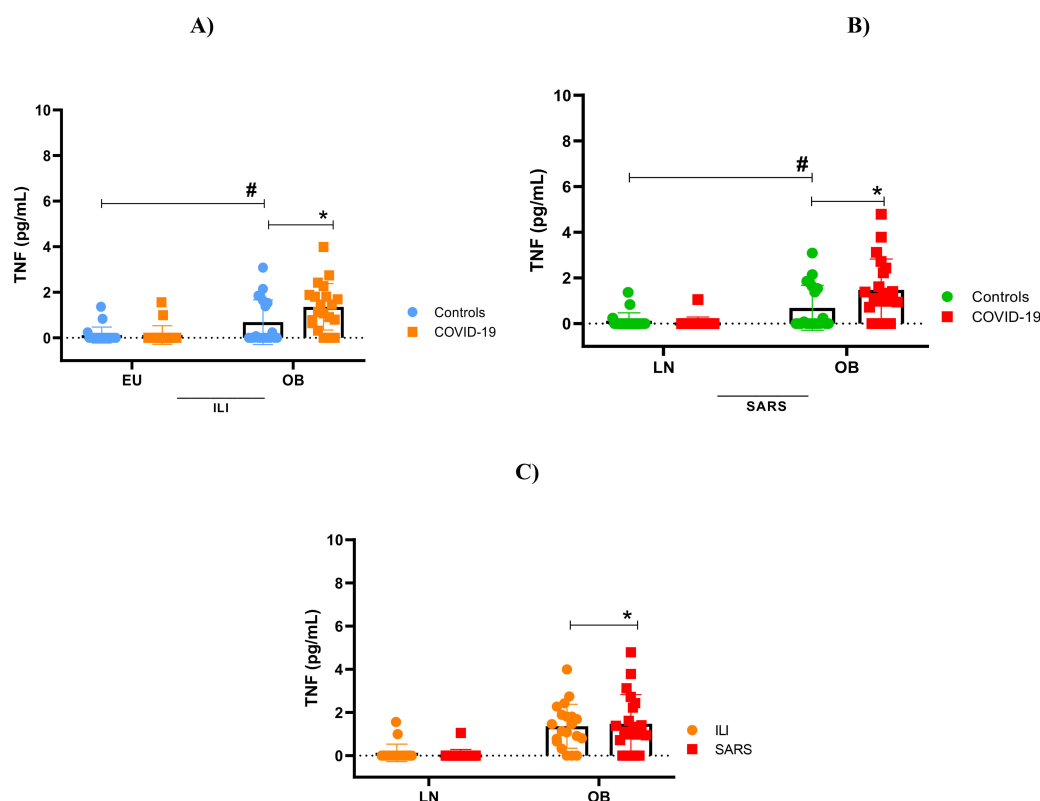 A)
B)
10
8
6
4
2
0
TNF (pg/mL)
#
*
EU
OB
ILI
Controls
COVID-19
10
8
6
4
2
0
TNF (pg/mL)
#
*
LN
OB
SARS
Controls
COVID-19
C)
10
8
6
4
2
0
TNF (pg/mL)
*
LN
OB
ILI
SARS